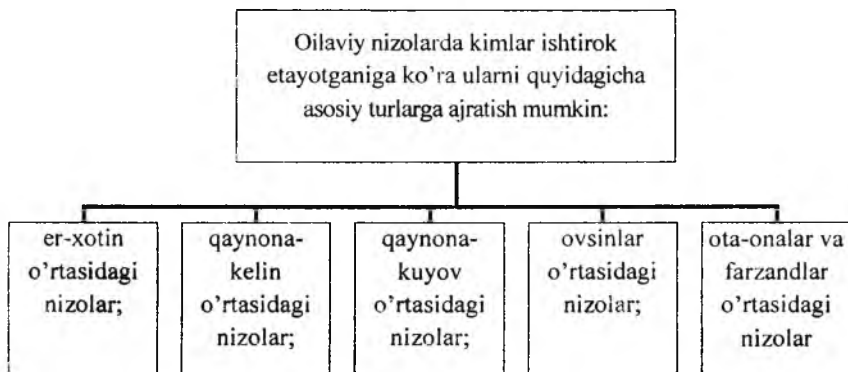 Oilaviy nizolarda kimlar ishtirok
etayotganiga ko'ra ularni quyidagicha
asosiy turlarga ajratish mumkin:
er-xotin
o'rtasidagi
nizolar;
qaynona-
kelin
o'rtasidagi
nizolar;
qaynona-
kuyov
o'rtasidagi
nizolar;
ovsinlar
o'rtasidagi
nizolar;
ota-onalar va
farzandlar
o'rtasidagi
nizolar